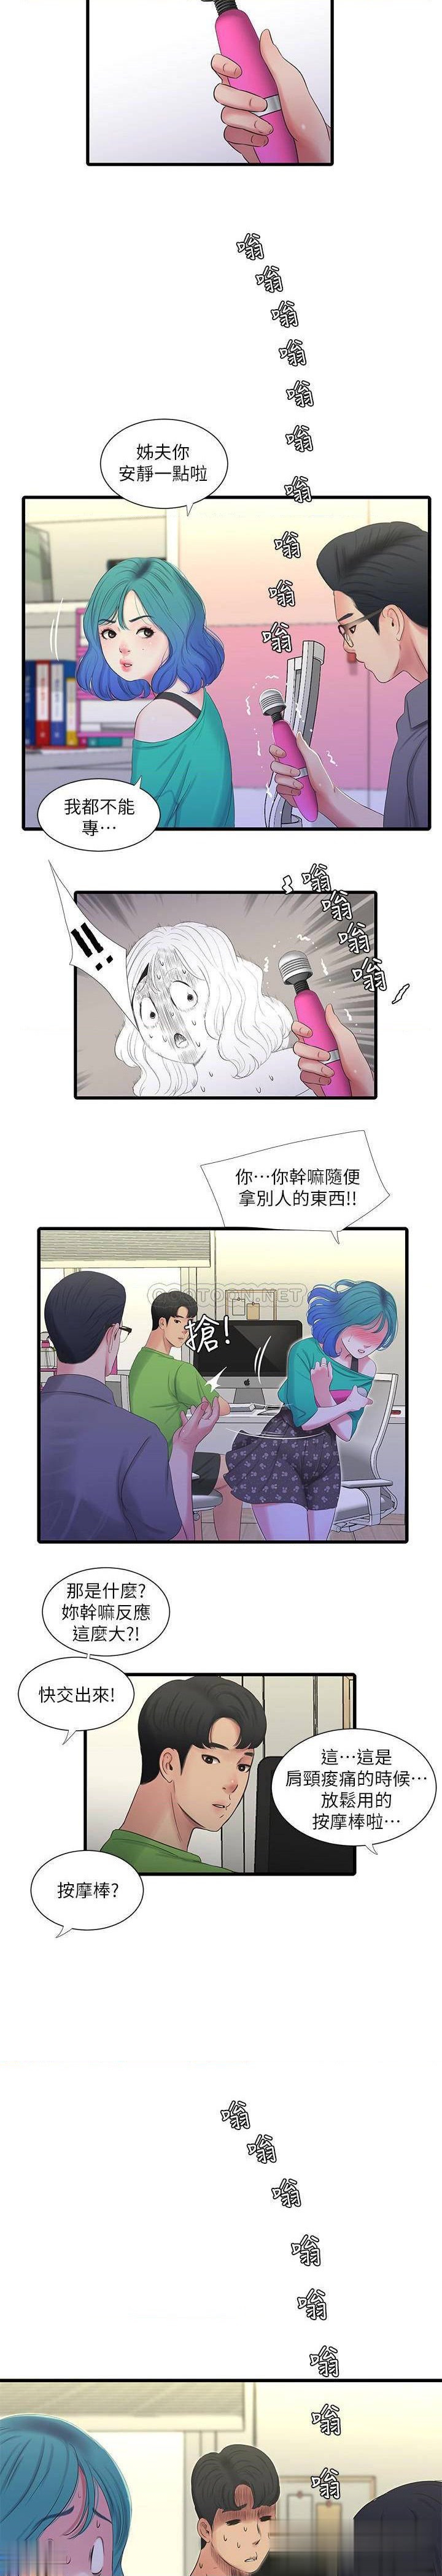 嗡
嗡
嗡
嗡
嗡
嗡
嗡
嗡
嗡
嗡
姊夫你
安靜一點啦
我都不能
專…
嗡
嗡
嗡
嗡
!!
你…你幹嘛隨便
拿別人的東西!!
搶!
那是什麼?
妳幹嘛反應
這麼大?!
快交出來!
這…這是
肩頸痠痛的時候…
放鬆用的
按摩棒啦…
按摩棒?
嗡
嗡
嗡
嗡
嗡
嗡
嗡
嗡